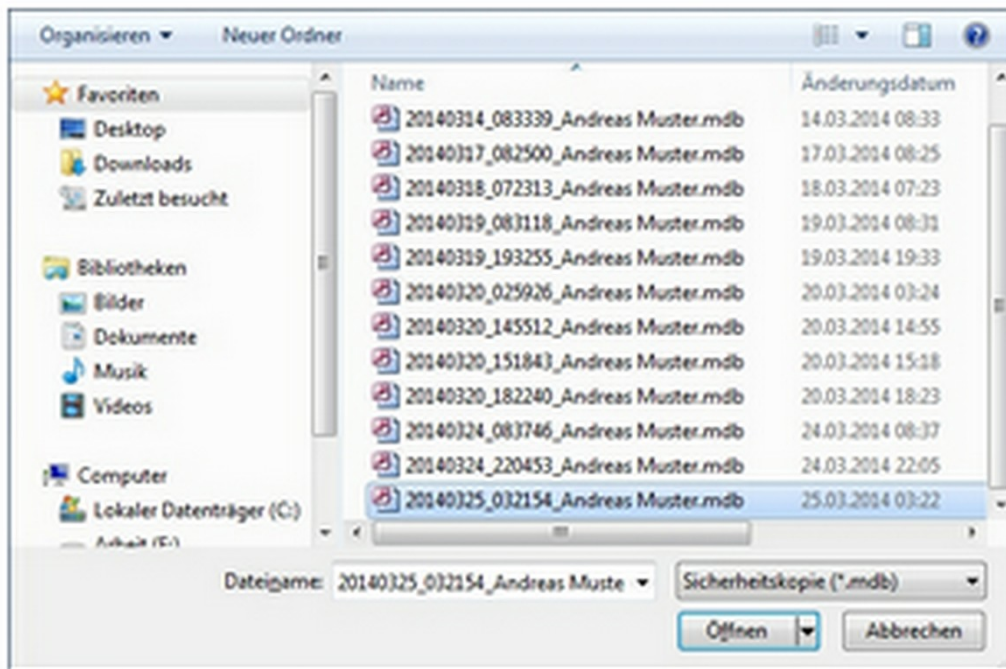 Organisieren Neuer Ordner
Favoriten
Desktop
Downloads
Zuletzt besucht
Bibliotheken
Bilder
Dokumente
Musik
Videos
Computer
Lokaler Datenträger (C:)
Arbeit (E:)
Name Änderungsdatum
20140314_083339_Andreas Muster.mdb 14.03.2014 08:33
20140317_082500_Andreas Muster.mdb 17.03.2014 08:25
20140318_072313_Andreas Muster.mdb 18.03.2014 07:23
20140319_083118_Andreas Muster.mdb 19.03.2014 08:31
20140319_193255_Andreas Muster.mdb 19.03.2014 19:33
20140320_025926_Andreas Muster.mdb 20.03.2014 03:24
20140320_145512_Andreas Muster.mdb 20.03.2014 14:55
20140320_151843_Andreas Muster.mdb 20.03.2014 15:18
20140320_182240_Andreas Muster.mdb 20.03.2014 18:23
20140324_083746_Andreas Muster.mdb 24.03.2014 08:37
20140324_220453_Andreas Muster.mdb 24.03.2014 22:05
20140325_032154_Andreas Muster.mdb 25.03.2014 03:22
Dateiname: 20140325_032154_Andreas Muste Sicherheitskopie (*.mdb)
Öffnen Abbrechen